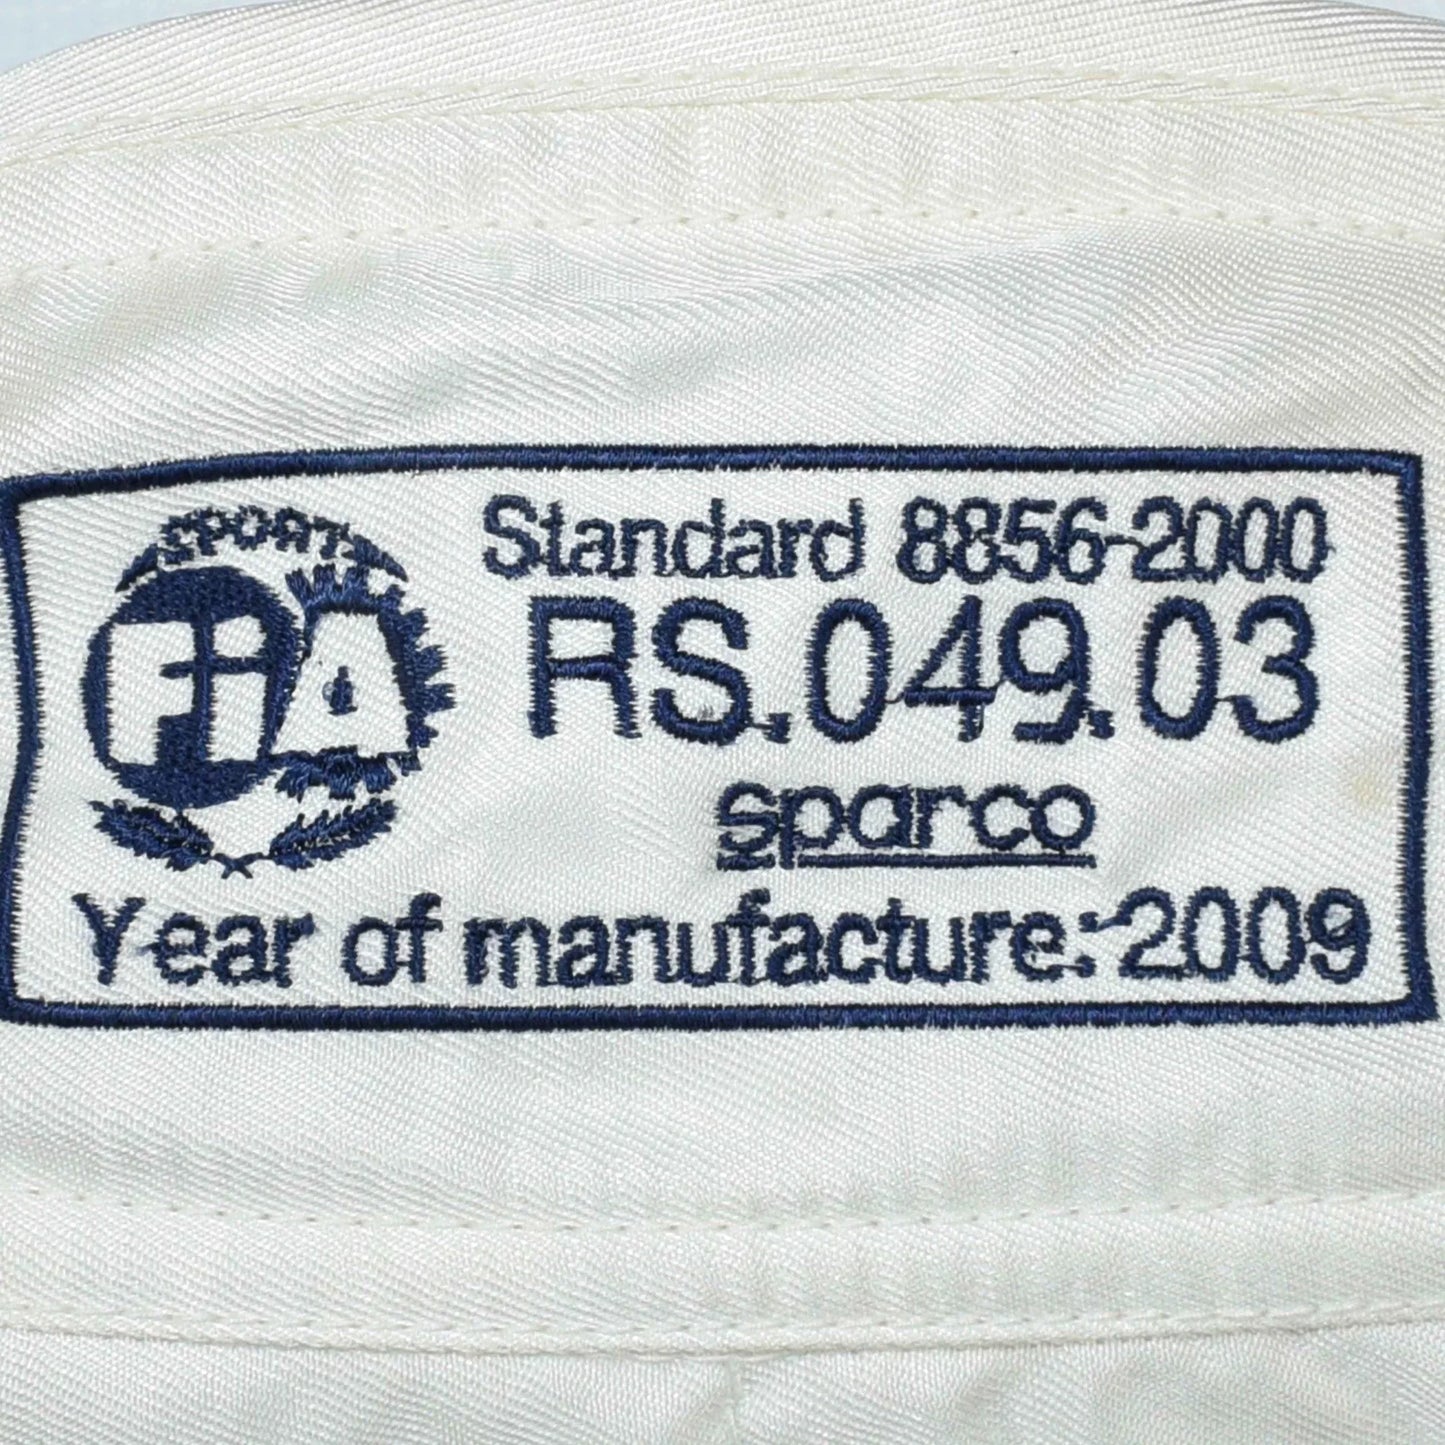 SPORT
FIA
Standard 8856-2000
RS.049.03
sparco
Year of manufacture:2009